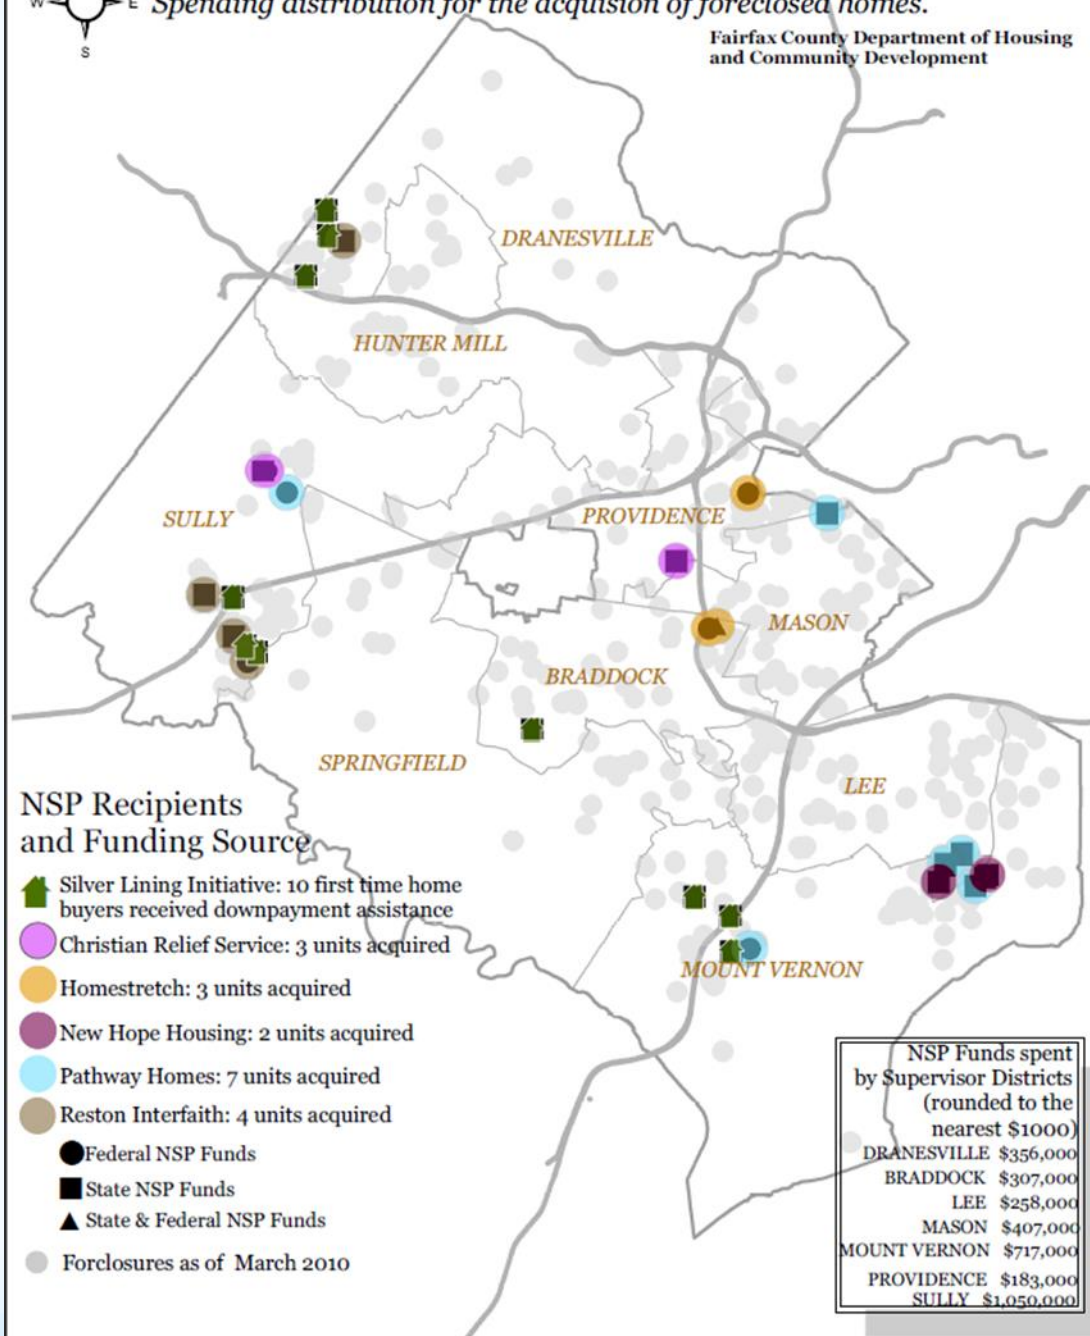 W E Spending distribution for the acquision of foreclosed homes.
S
Fairfax County Department of Housing
and Community Development
DRANESVILLE
HUNTER MILL
SULLY
PROVIDENCE
MASON
BRADDOCK
SPRINGFIELD
LEE
MOUNT VERNON
NSP Recipients
and Funding Source
Silver Lining Initiative: 10 first time home
buyers received downpayment assistance
Christian Relief Service: 3 units acquired
Homestretch: 3 units acquired
New Hope Housing: 2 units acquired
Pathway Homes: 7 units acquired
Reston Interfaith: 4 units acquired
Federal NSP Funds
State NSP Funds
State & Federal NSP Funds
Forclosures as of March 2010
NSP Funds spent
by Supervisor Districts
(rounded to the
nearest $1000)
DRANESVILLE $356,000
BRADDOCK $307,000
LEE $258,000
MASON $407,000
MOUNT VERNON $717,000
PROVIDENCE $183,000
SULLY $1,050,000